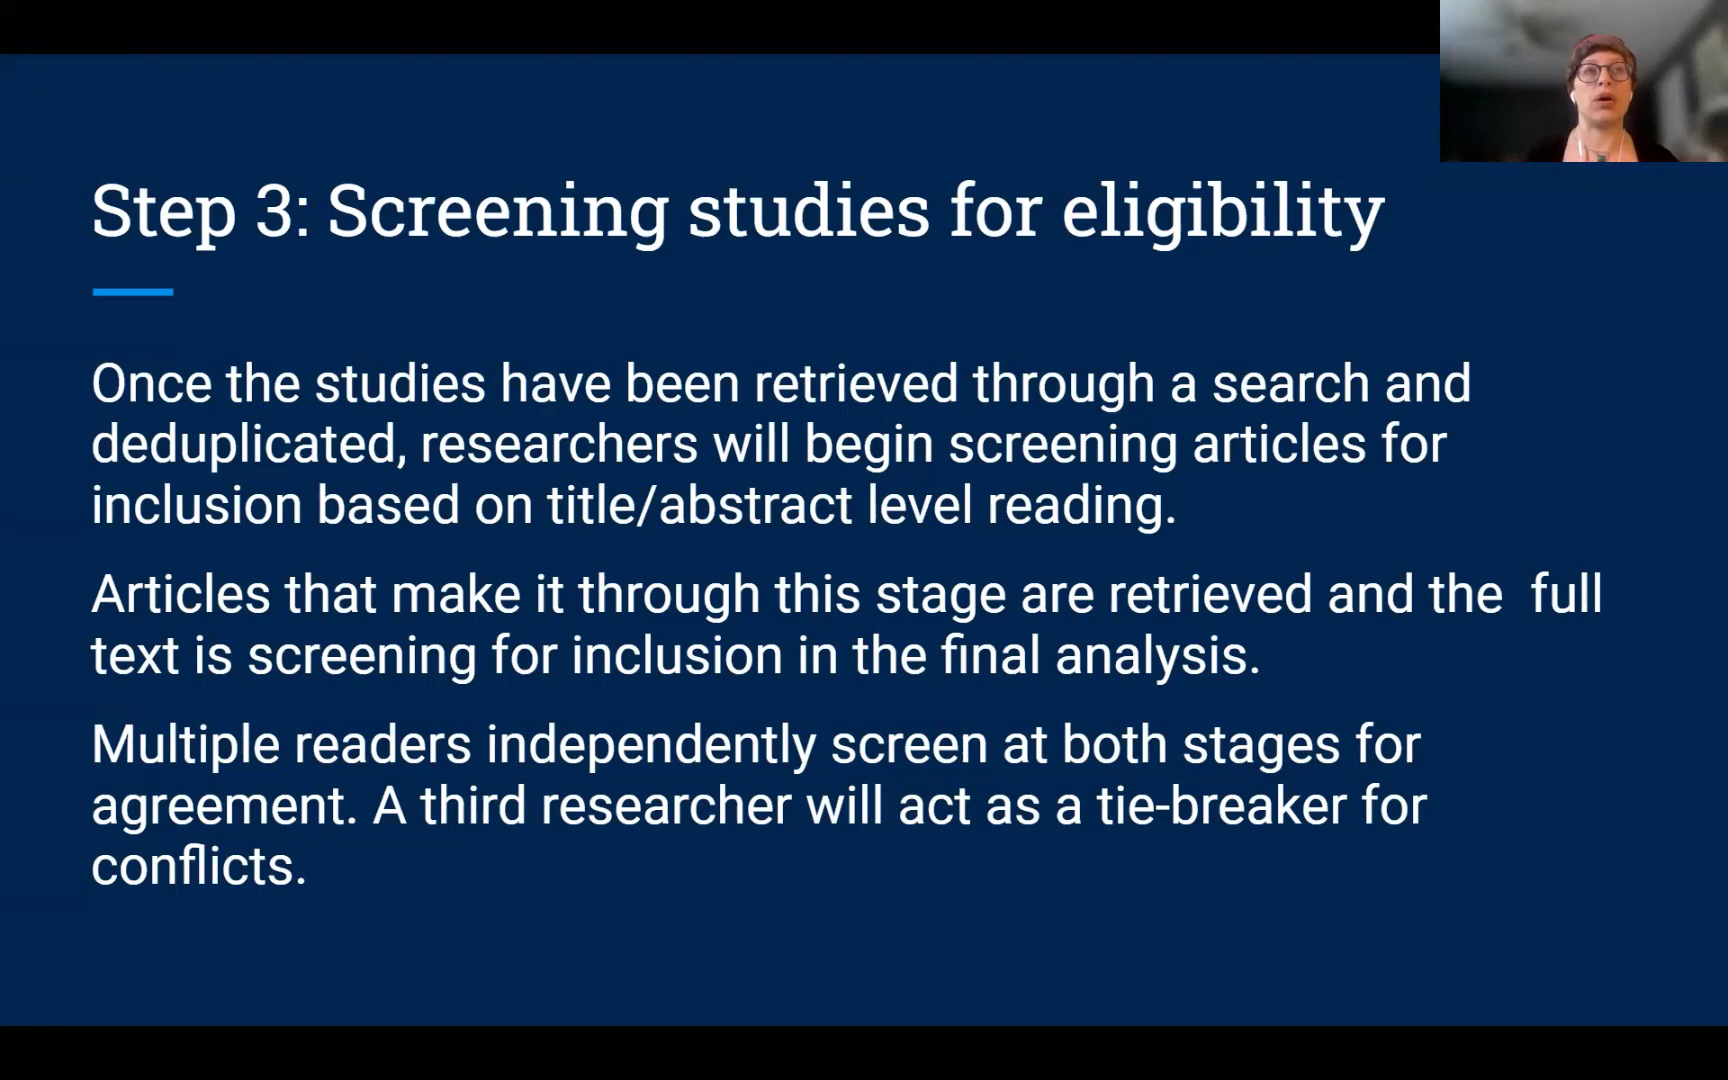 Step 3: Screening studies for eligibility
Once the studies have been retrieved through a search and
deduplicated, researchers will begin screening articles for
inclusion based on title/abstract level reading.
Articles that make it through this stage are retrieved and the  full
text is screening for inclusion in the final analysis.
Multiple readers independently screen at both stages for
agreement. A third researcher will act as a tie-breaker for
conflicts.